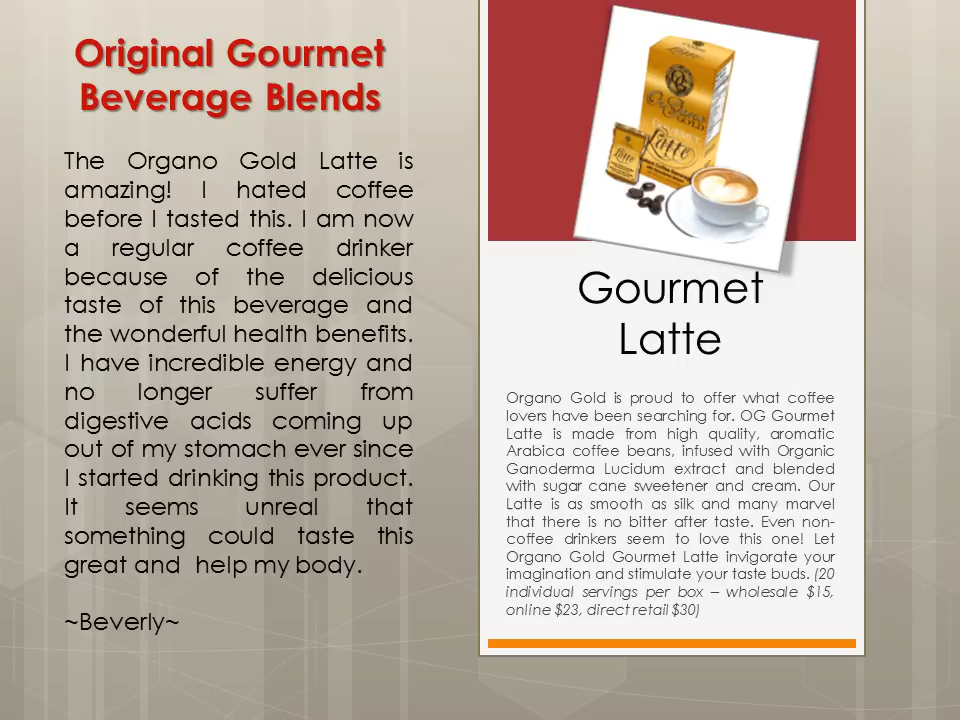 Original Gourmet
Beverage Blends
The Organo Gold Latte is
amazing! I hated coffee
before I tasted this. I am now
a regular coffee drinker
because of the delicious
taste of this beverage and
the wonderful health benefits.
I have incredible energy and
no longer suffer from
digestive acids coming up
out of my stomach ever since
I started drinking this product.
It seems unreal that
something could taste this
great and help my body.
~Beverly~
OG
GOLD
GOURMET
Latte
Latte
Gourmet
Latte
Organo Gold is proud to offer what coffee
lovers have been searching for. OG Gourmet
Latte is made from high quality, aromatic
Arabica coffee beans, infused with Organic
Ganoderma Lucidum extract and blended
with sugar cane sweetener and cream. Our
Latte is as smooth as silk and many marvel
that there is no bitter after taste. Even non-
coffee drinkers seem to love this one! Let
Organo Gold Gourmet Latte invigorate your
imagination and stimulate your taste buds. (20
individual servings per box – wholesale $15,
online $23, direct retail $30)